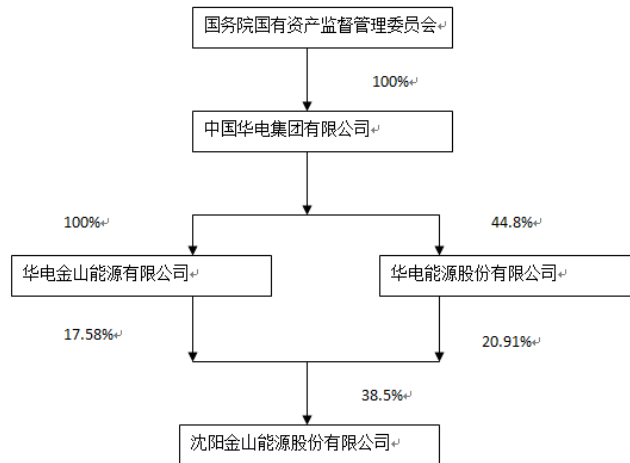 国务院国有资产监督管理委员会
100%
中国华电集团有限公司
100%
44.8%
华电金山能源有限公司
华电能源股份有限公司
17.58%
20.91%
38.5%
沈阳金山能源股份有限公司